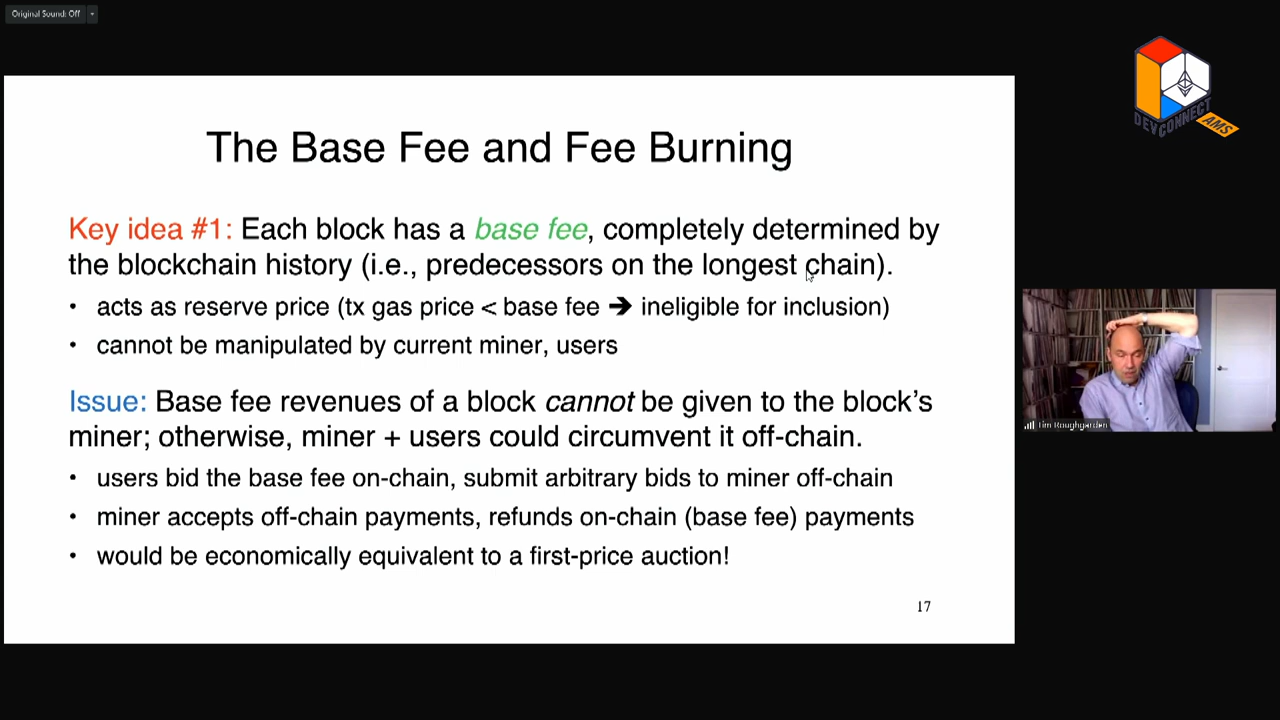 Original Sound: Off
The Base Fee and Fee Burning
Key idea #1: Each block has a base fee, completely determined by
the blockchain history (i.e., predecessors on the longest chain).
• acts as reserve price (tx gas price < base fee ➔ ineligible for inclusion)
• cannot be manipulated by current miner, users
Issue: Base fee revenues of a block cannot be given to the block's
miner; otherwise, miner + users could circumvent it off-chain.
• users bid the base fee on-chain, submit arbitrary bids to miner off-chain
• miner accepts off-chain payments, refunds on-chain (base fee) payments
• would be economically equivalent to a first-price auction!
17
DEVCONNECT
AMS
Tim Roughgarden